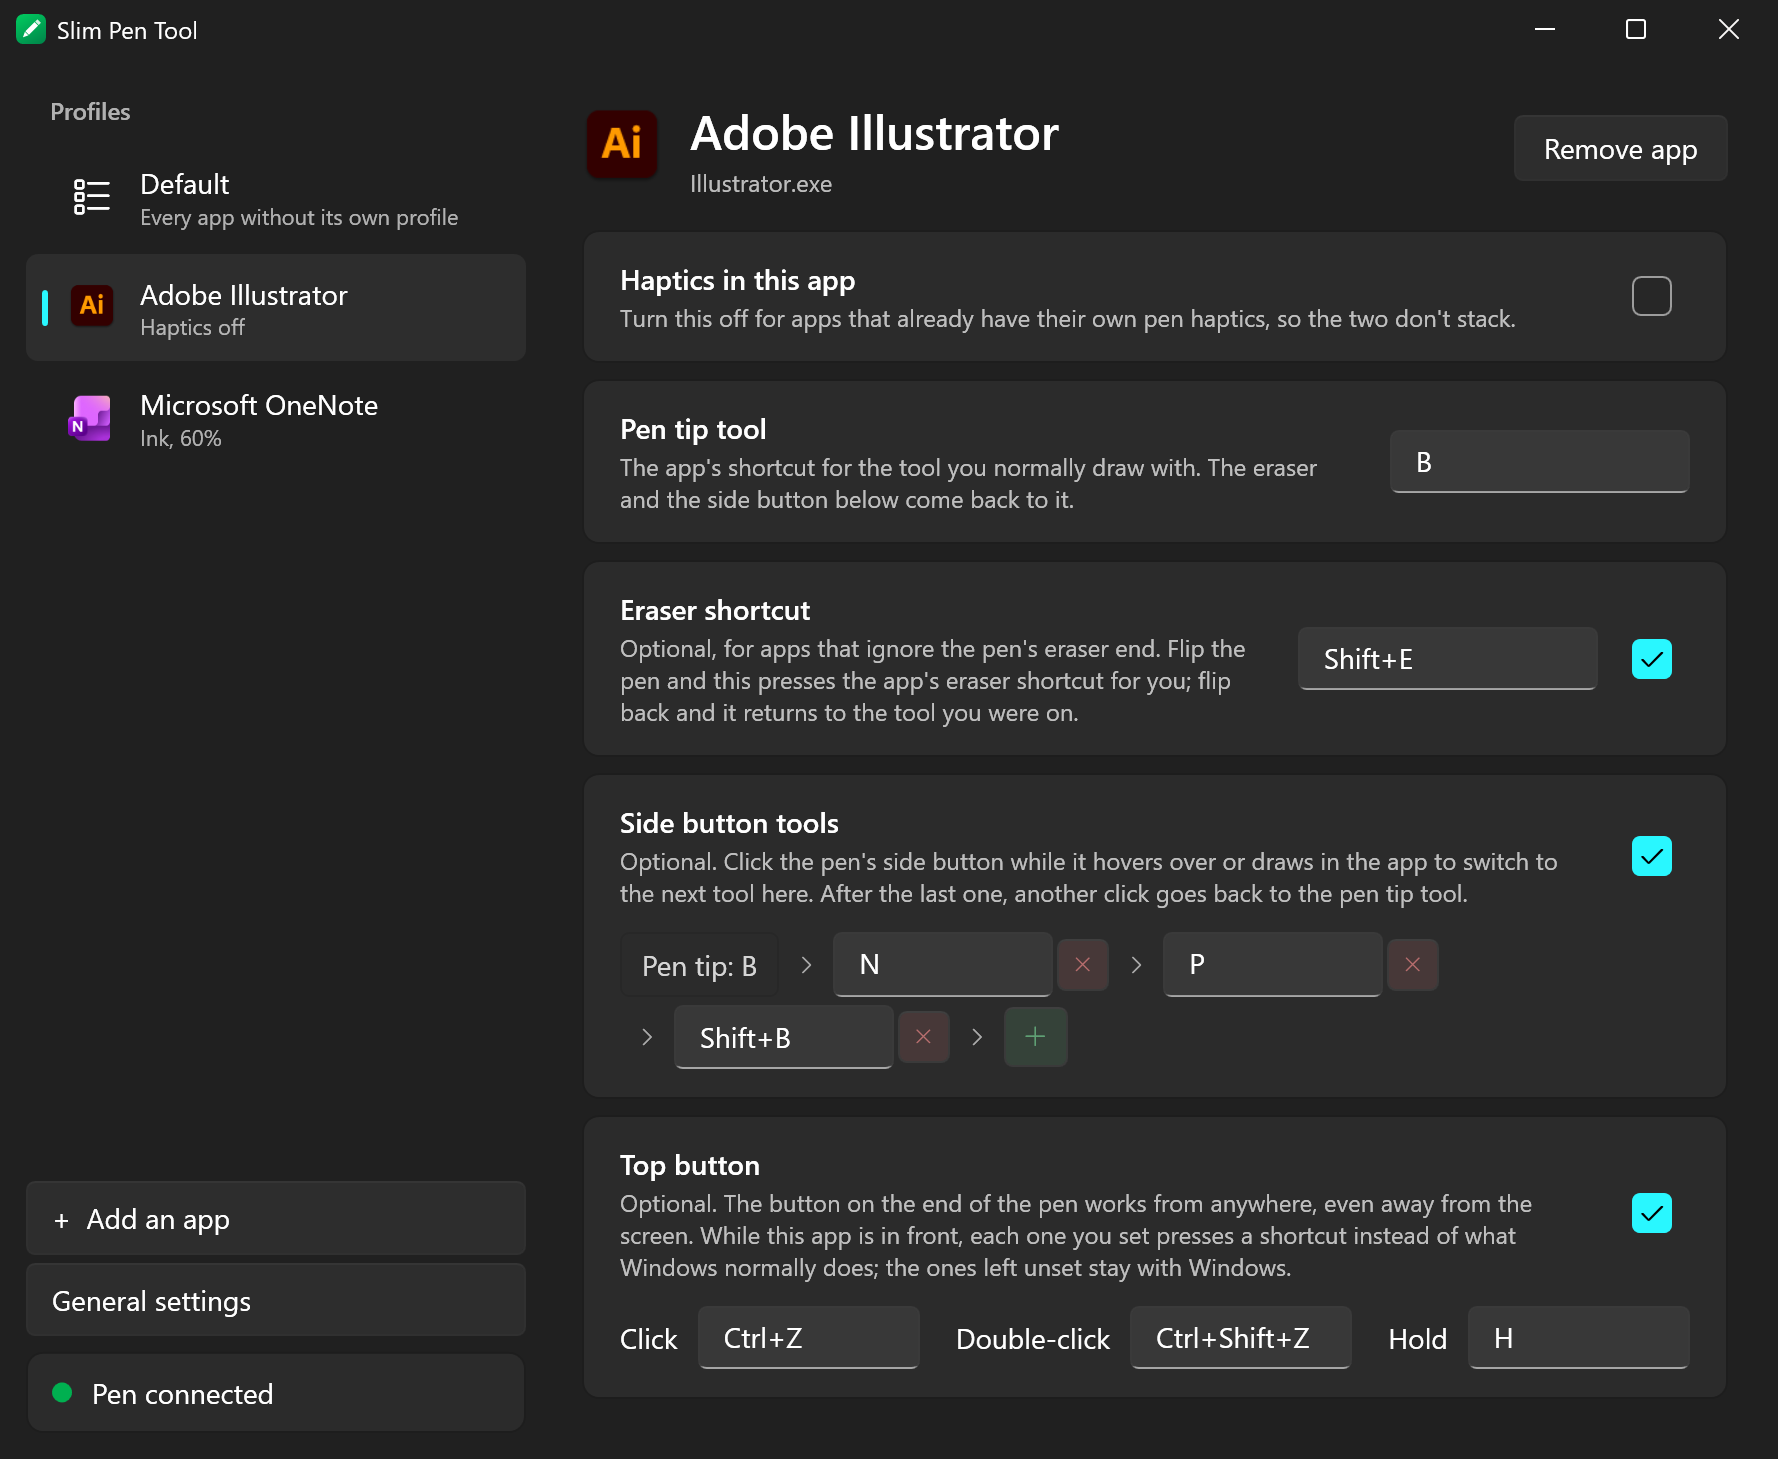 Slim Pen Tool
Profiles
Default
Every app without its own profile
Ai
Adobe Illustrator
Haptics off
N
Microsoft OneNote
Ink, 60%
+ Add an app
General settings
Pen connected
Ai
Adobe Illustrator
Illustrator.exe
Remove app
Haptics in this app
Turn this off for apps that already have their own pen haptics, so the two don't stack.
Pen tip tool
The app's shortcut for the tool you normally draw with. The eraser
and the side button below come back to it.
B
Eraser shortcut
Optional, for apps that ignore the pen's eraser end. Flip the
pen and this presses the app's eraser shortcut for you; flip
back and it returns to the tool you were on.
Shift+E
Side button tools
Optional. Click the pen's side button while it hovers over or draws in the app to switch to
the next tool here. After the last one, another click goes back to the pen tip tool.
Pen tip: B > N × > P ×
> Shift+B × > +
Top button
Optional. The button on the end of the pen works from anywhere, even away from the
screen. While this app is in front, each one you set presses a shortcut instead of what
Windows normally does; the ones left unset stay with Windows.
Click Ctrl+Z Double-click Ctrl+Shift+Z Hold H